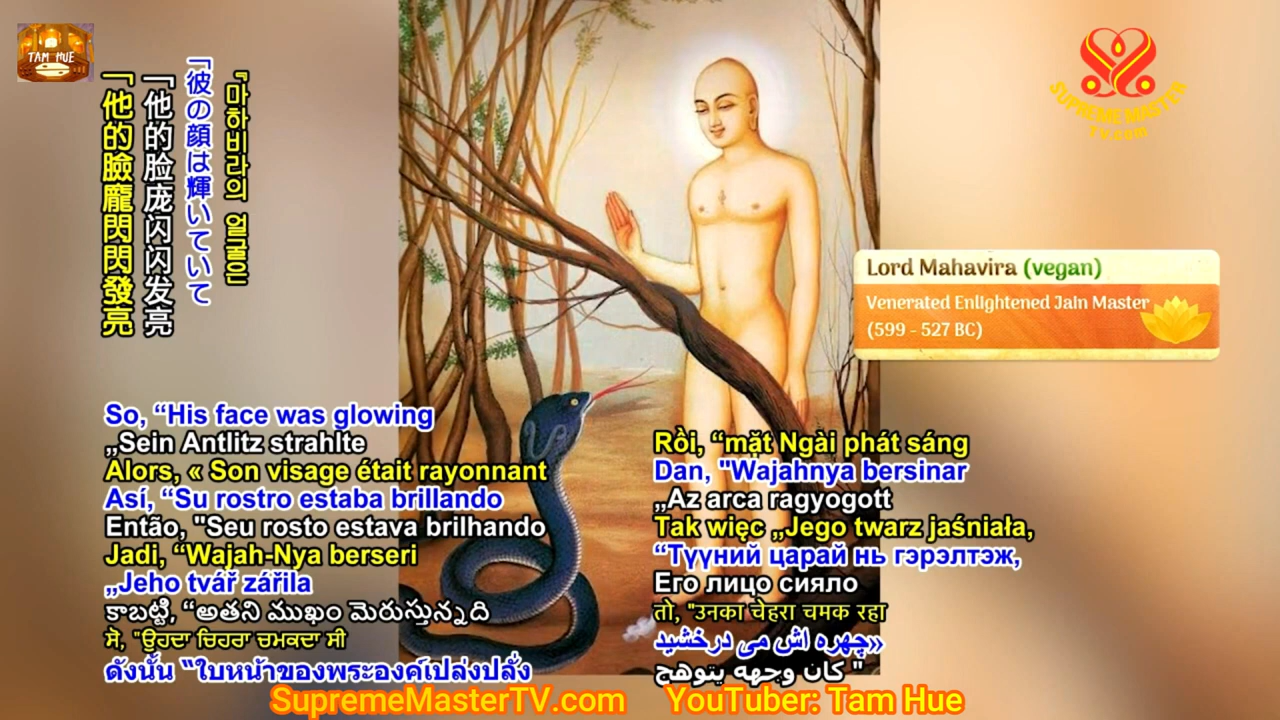 TAM HUE
「他的臉龐閃閃發亮
「他的脸庞闪闪发亮
「彼の顔は輝いていて
『마하비라의 얼굴은
SUPREME MASTER
TV.com
Lord Mahavira (vegan)
Venerated Enlightened Jain Master
(599 - 527 BC)
So, “His face was glowing
„Sein Antlitz strahlte
Alors, « Son visage était rayonnant
Así, “Su rostro estaba brillando
Então, "Seu rosto estava brilhando
Jadi, “Wajah-Nya berseri
„Jeho tvář zářila
కాబట్టి, “అతని ముఖం మెరుస్తున్నది
ਸੋ, "ਉਹਦਾ ਚਿਹਰਾ ਚਮਕਦਾ ਸੀ
ดังนั้น “ใบหน้าของพระองค์เปล่งปลั่ง
Rồi, “mặt Ngài phát sáng
Dan, "Wajahnya bersinar
„Az arca ragyogott
Tak więc „Jego twarz jaśniała,
“Түүний царай нь гэрэлтэж,
Его лицо сияло
तो, "उनका चेहरा चमक रहा
«چهره اش می درخشید
" كان وجهه يتوهج
SupremeMasterTV.com
YouTuber: Tam Hue